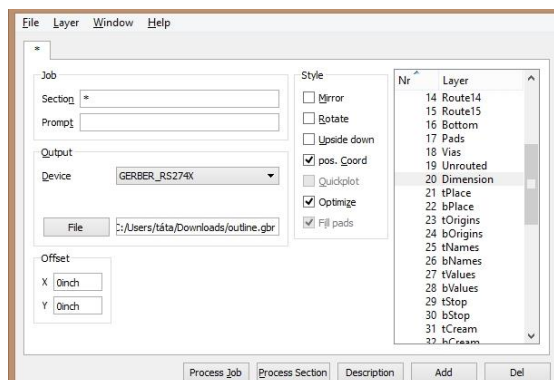 File Layer Window Help
*
Job
Section *
Prompt
Output
Device GERBER_RS274X
File C:/Users/táta/Downloads/outline.gbr
Offset
X 0inch
Y 0inch
Style
Mirror
Rotate
Upside down
pos. Coord
Quickplot
Optimize
Fill pads
Nr Layer
14 Route14
15 Route15
16 Bottom
17 Pads
18 Vias
19 Unrouted
20 Dimension
21 tPlace
22 bPlace
23 tOrigins
24 bOrigins
25 tNames
26 bNames
27 tValues
28 bValues
29 tStop
30 bStop
31 tCream
32 bCream
Process Job Process Section Description Add Del